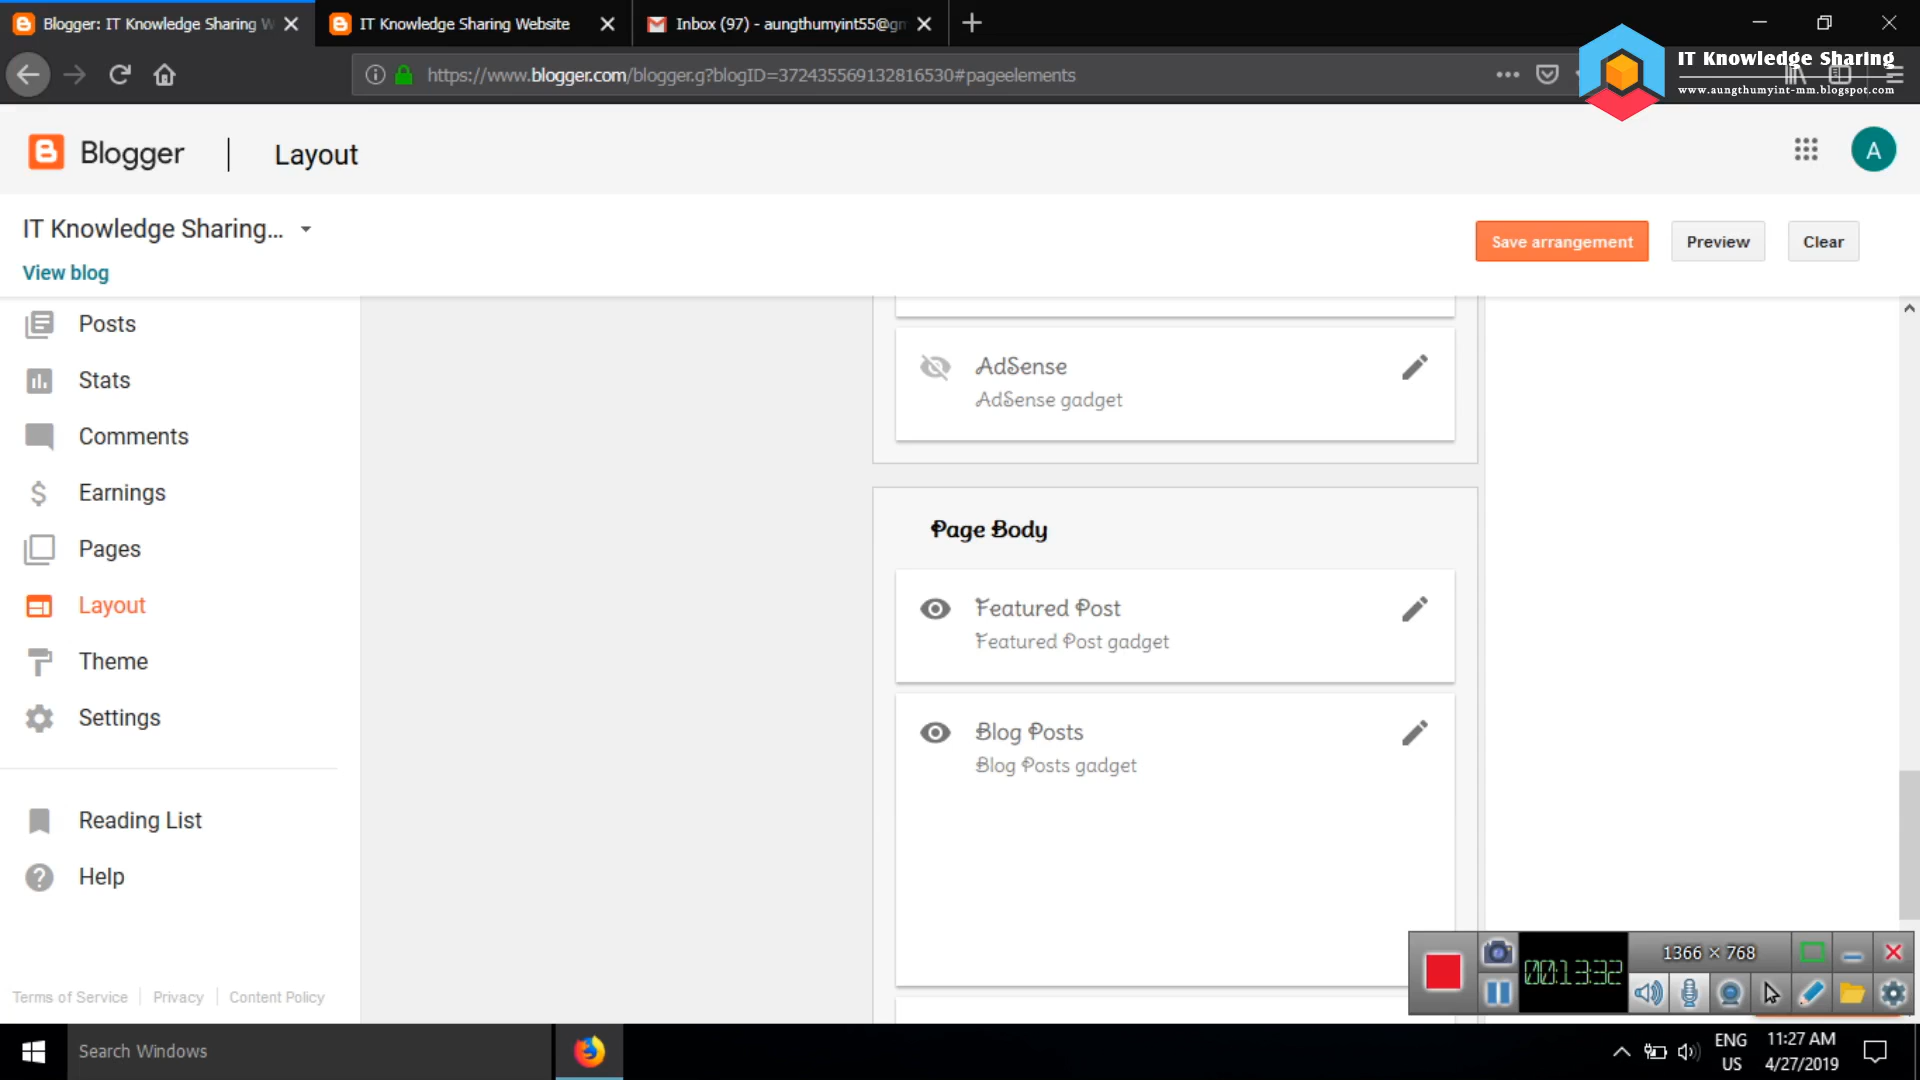 Blogger: IT Knowledge Sharing W
IT Knowledge Sharing Website
Inbox (97) - aungthumyint55@gm
https://www.blogger.com/blogger.g?blogID=372435569132816530#pageelements
IT Knowledge Sharing
www.aungthumyint-mm.blogspot.com
Blogger
Layout
A
IT Knowledge Sharing...
View blog
Save arrangement
Preview
Clear
Posts
Stats
Comments
Earnings
Pages
Layout
Theme
Settings
Reading List
Help
Terms of Service
Privacy
Content Policy
AdSense
AdSense gadget
Page Body
Featured Post
Featured Post gadget
Blog Posts
Blog Posts gadget
1366 × 768
00:13:32
Search Windows
ENG
US
11:27 AM
4/27/2019